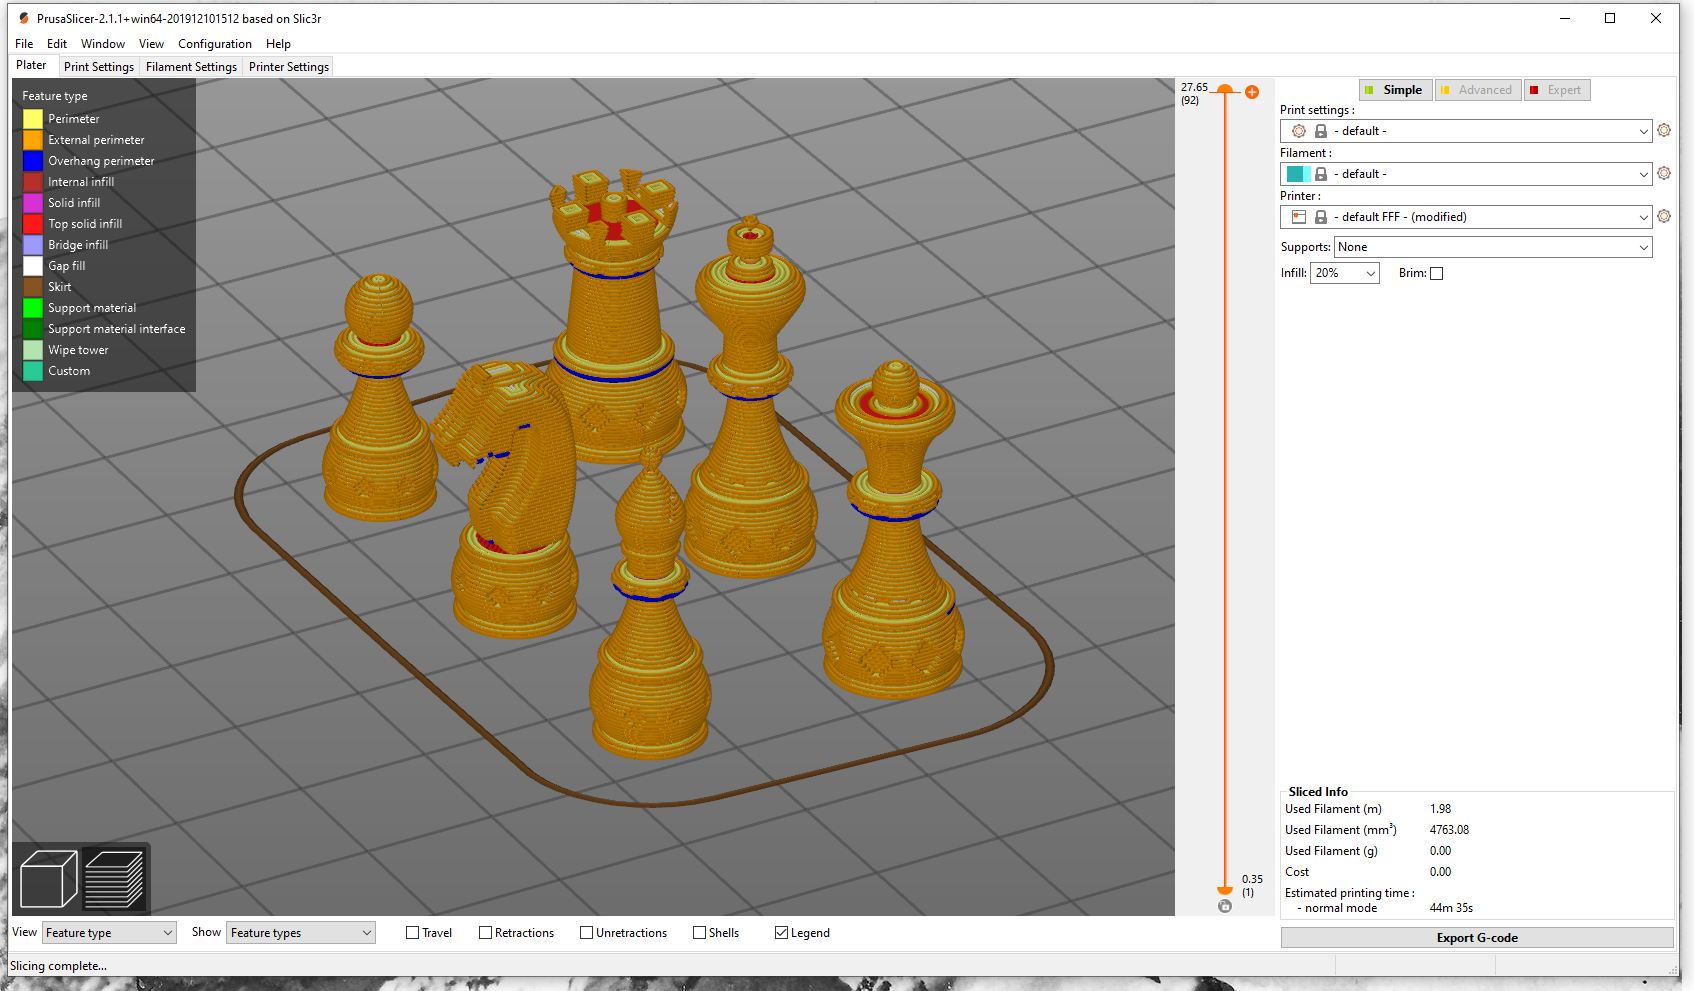 PrusaSlicer-2.1.1+win64-201912101512 based on Slic3r
File Edit Window View Configuration Help
Plater Print Settings Filament Settings Printer Settings
Feature type
Perimeter
External perimeter
Overhang perimeter
Internal infill
Solid infill
Top solid infill
Bridge infill
Gap fill
Skirt
Support material
Support material interface
Wipe tower
Custom
27.65
(92)
0.35
(1)
Simple Advanced Expert
Print settings :
- default -
Filament :
- default -
Printer :
- default FFF - (modified)
Supports: None
Infill: 20% Brim:
Sliced Info
Used Filament (m) 1.98
Used Filament (mm³) 4763.08
Used Filament (g) 0.00
Cost 0.00
Estimated printing time :
- normal mode 44m 35s
Export G-code
View Feature type Show Feature types Travel Retractions Unretractions Shells Legend
Slicing complete...